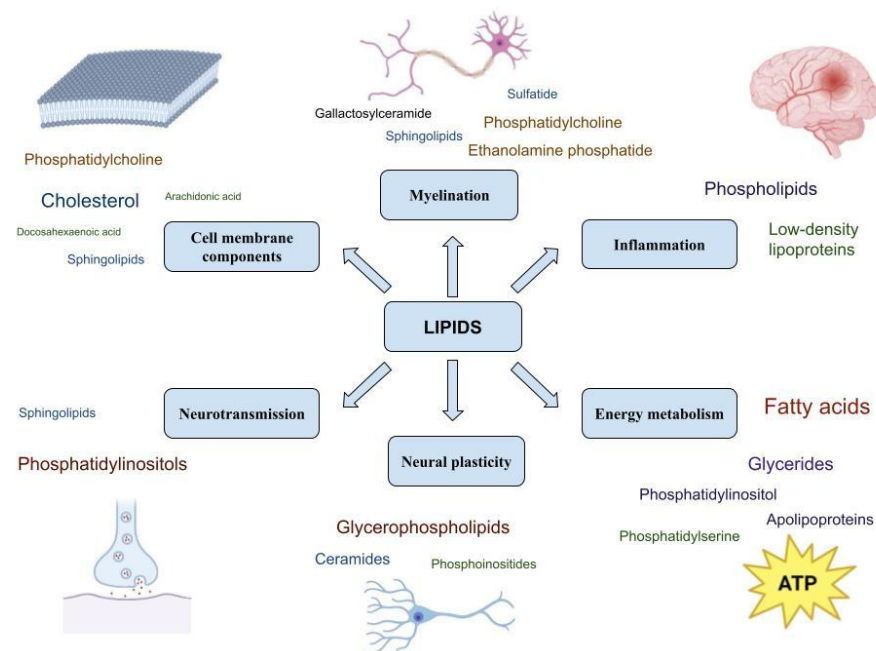 Sulfatide
Gallactosylceramide
Phosphatidylcholine
Sphingolipids
Ethanolamine phosphatide
Phosphatidylcholine
Cholesterol
Arachidonic acid
Docosahexaenoic acid
Sphingolipids
Cell membrane
components
Myelination
Phospholipids
Inflammation
Low-density
lipoproteins
LIPIDS
Sphingolipids
Neurotransmission
Phosphatidylinositols
Neural plasticity
Energy metabolism
Fatty acids
Glycerides
Phosphatidylinositol
Apolipoproteins
Phosphatidylserine
Glycerophospholipids
Ceramides
Phosphoinositides
ATP